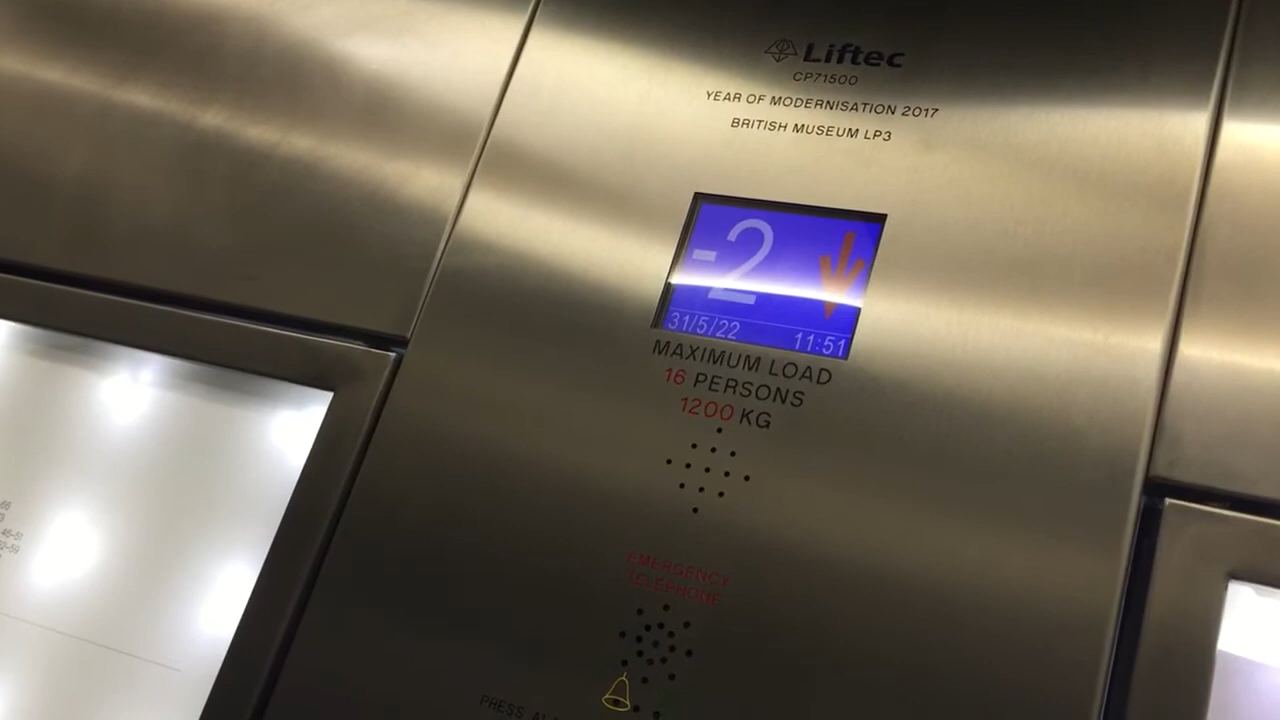 Liftec
CP71500
YEAR OF MODERNISATION 2017
BRITISH MUSEUM LP3
-2
31/5/22 11:51
MAXIMUM LOAD
16 PERSONS
1200 KG
EMERGENCY
TELEPHONE
PRESS